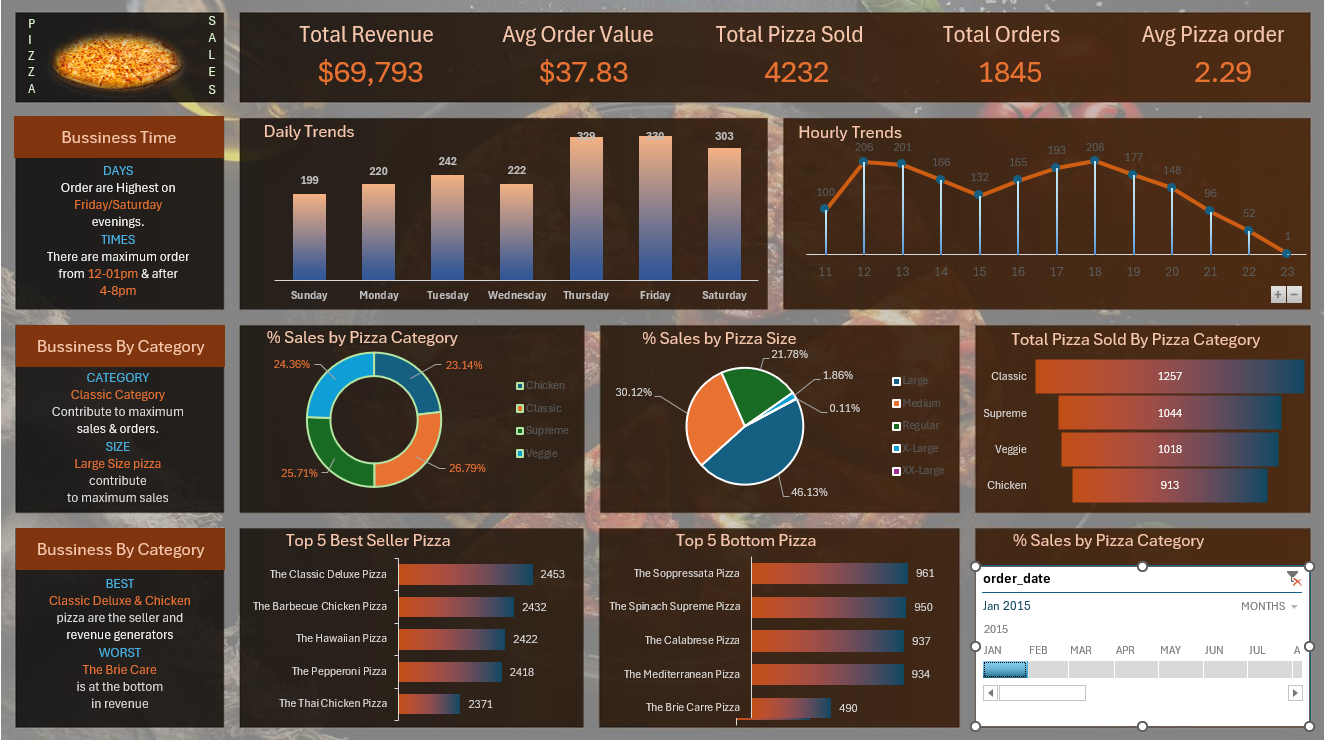 PIZZA
SALES
Total Revenue
$69,793
Avg Order Value
$37.83
Total Pizza Sold
4232
Total Orders
1845
Avg Pizza order
2.29
Bussiness Time
DAYS
Order are Highest on
Friday/Saturday
evenings.
TIMES
There are maximum order
from 12-01pm & after
4-8pm
Daily Trends
199
220
242
222
329
330
303
Sunday
Monday
Tuesday
Wednesday
Thursday
Friday
Saturday
Hourly Trends
100
206
201
166
132
165
193
208
177
148
96
52
1
11
12
13
14
15
16
17
18
19
20
21
22
23
+ −
Bussiness By Category
CATEGORY
Classic Category
Contribute to maximum
sales & orders.
SIZE
Large Size pizza
contribute
to maximum sales
% Sales by Pizza Category
24.36%
23.14%
25.71%
26.79%
Chicken
Classic
Supreme
Veggie
% Sales by Pizza Size
21.78%
1.86%
0.11%
30.12%
46.13%
Large
Medium
Regular
X-Large
XX-Large
Total Pizza Sold By Pizza Category
Classic
1257
Supreme
1044
Veggie
1018
Chicken
913
Bussiness By Category
BEST
Classic Deluxe & Chicken
pizza are the seller and
revenue generators
WORST
The Brie Care
is at the bottom
in revenue
Top 5 Best Seller Pizza
The Classic Deluxe Pizza
2453
The Barbecue Chicken Pizza
2432
The Hawaiian Pizza
2422
The Pepperoni Pizza
2418
The Thai Chicken Pizza
2371
Top 5 Bottom Pizza
The Soppressata Pizza
961
The Spinach Supreme Pizza
950
The Calabrese Pizza
937
The Mediterranean Pizza
934
The Brie Carre Pizza
490
% Sales by Pizza Category
order_date
Jan 2015
MONTHS
2015
JAN
FEB
MAR
APR
MAY
JUN
JUL
A